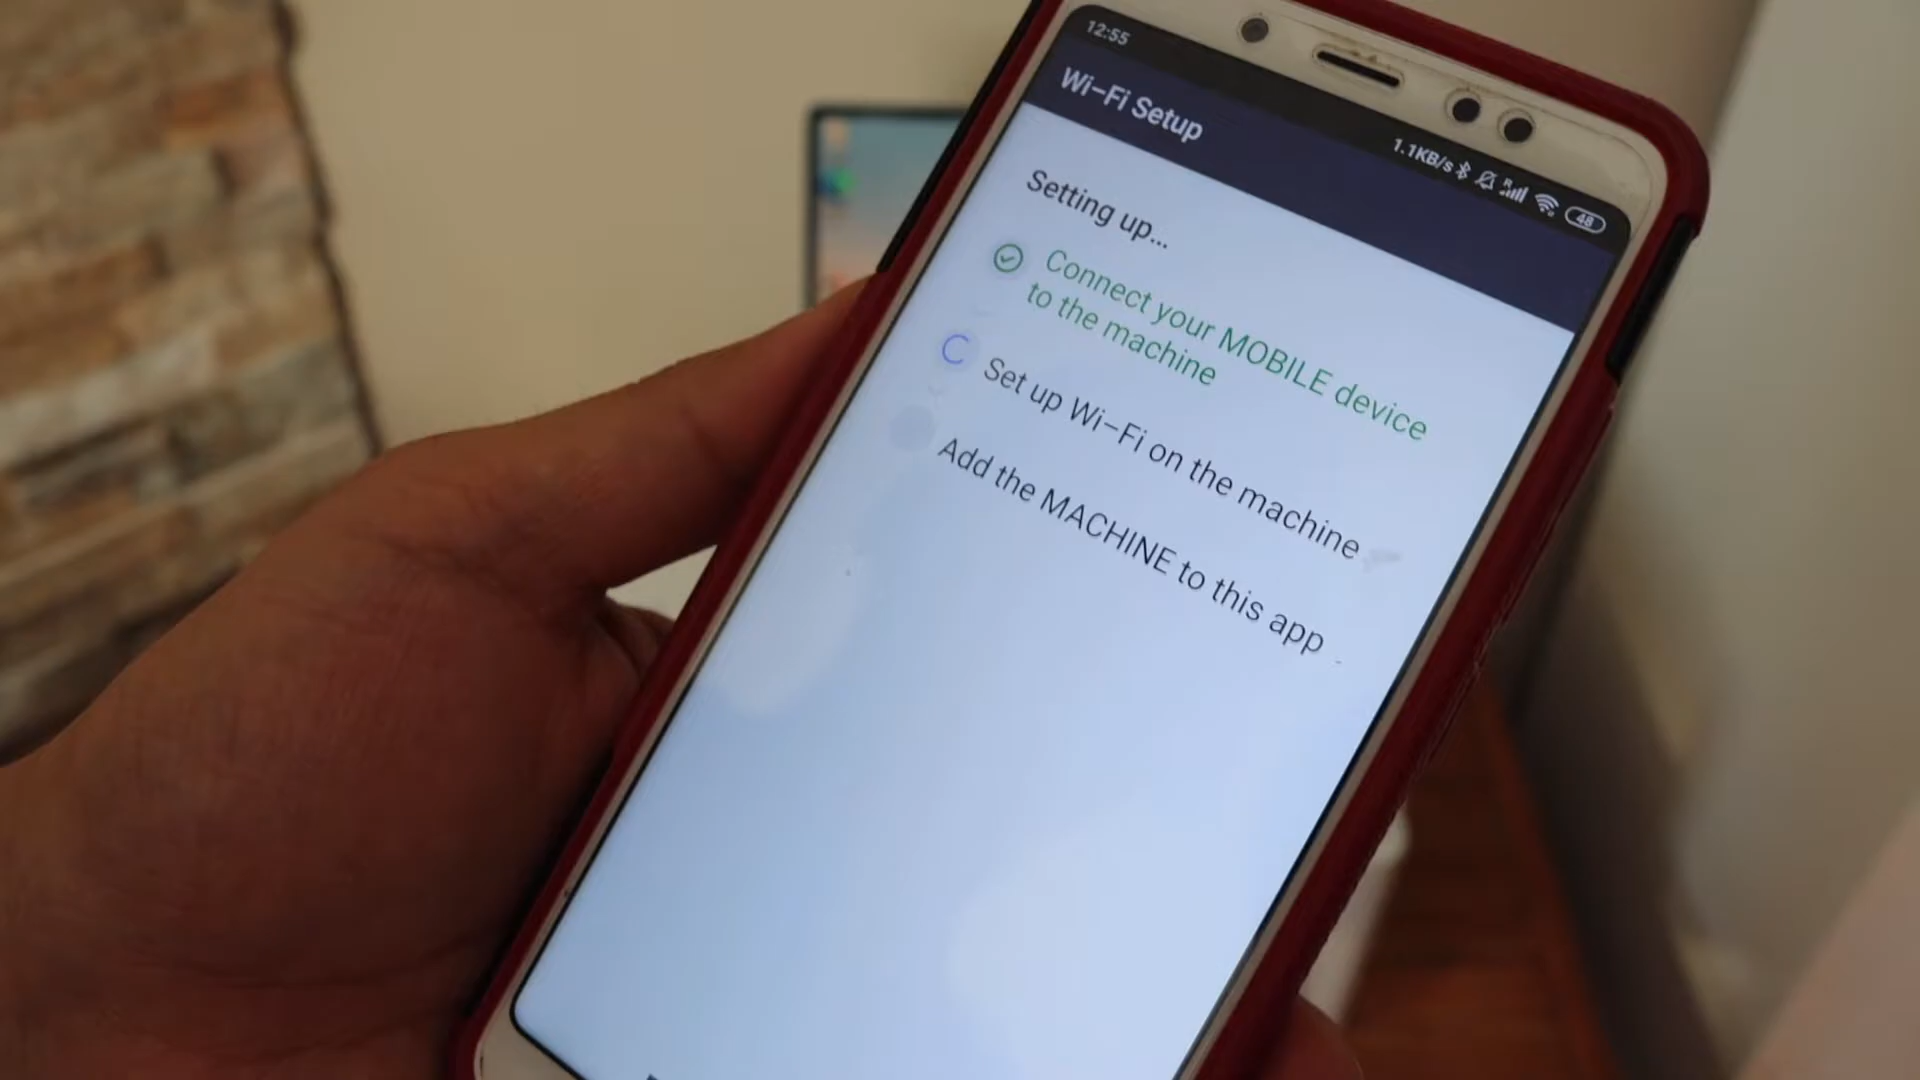 12:55
1.1KB/s
R
48
Wi-Fi Setup
Setting up...
Connect your MOBILE device
to the machine
Set up Wi-Fi on the machine
Add the MACHINE to this app